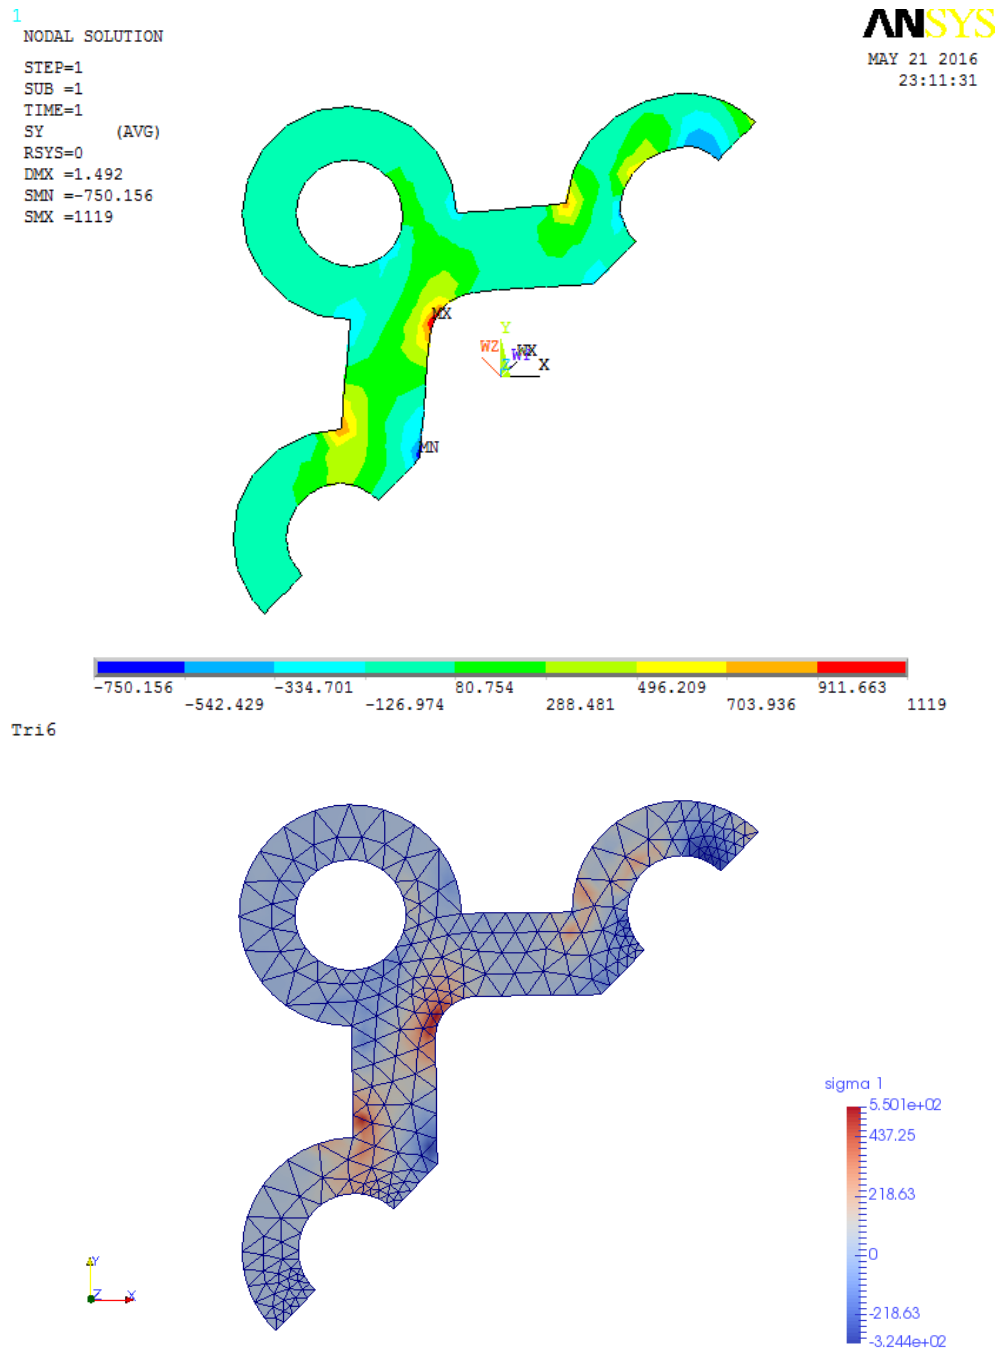 1
NODAL SOLUTION
ANSYS
MAY 21 2016
23:11:31
STEP=1
SUB =1
TIME=1
SY (AVG)
RSYS=0
DMX =1.492
SMN =-750.156
SMX =1119
MX
Y
WZ
X
Z
MN
-750.156 -334.701 80.754 496.209 911.663
-542.429 -126.974 288.481 703.936 1119
Tri6
sigma 1
5.501e+02
437.25
218.63
0
-218.63
-3.244e+02
Y
Z X